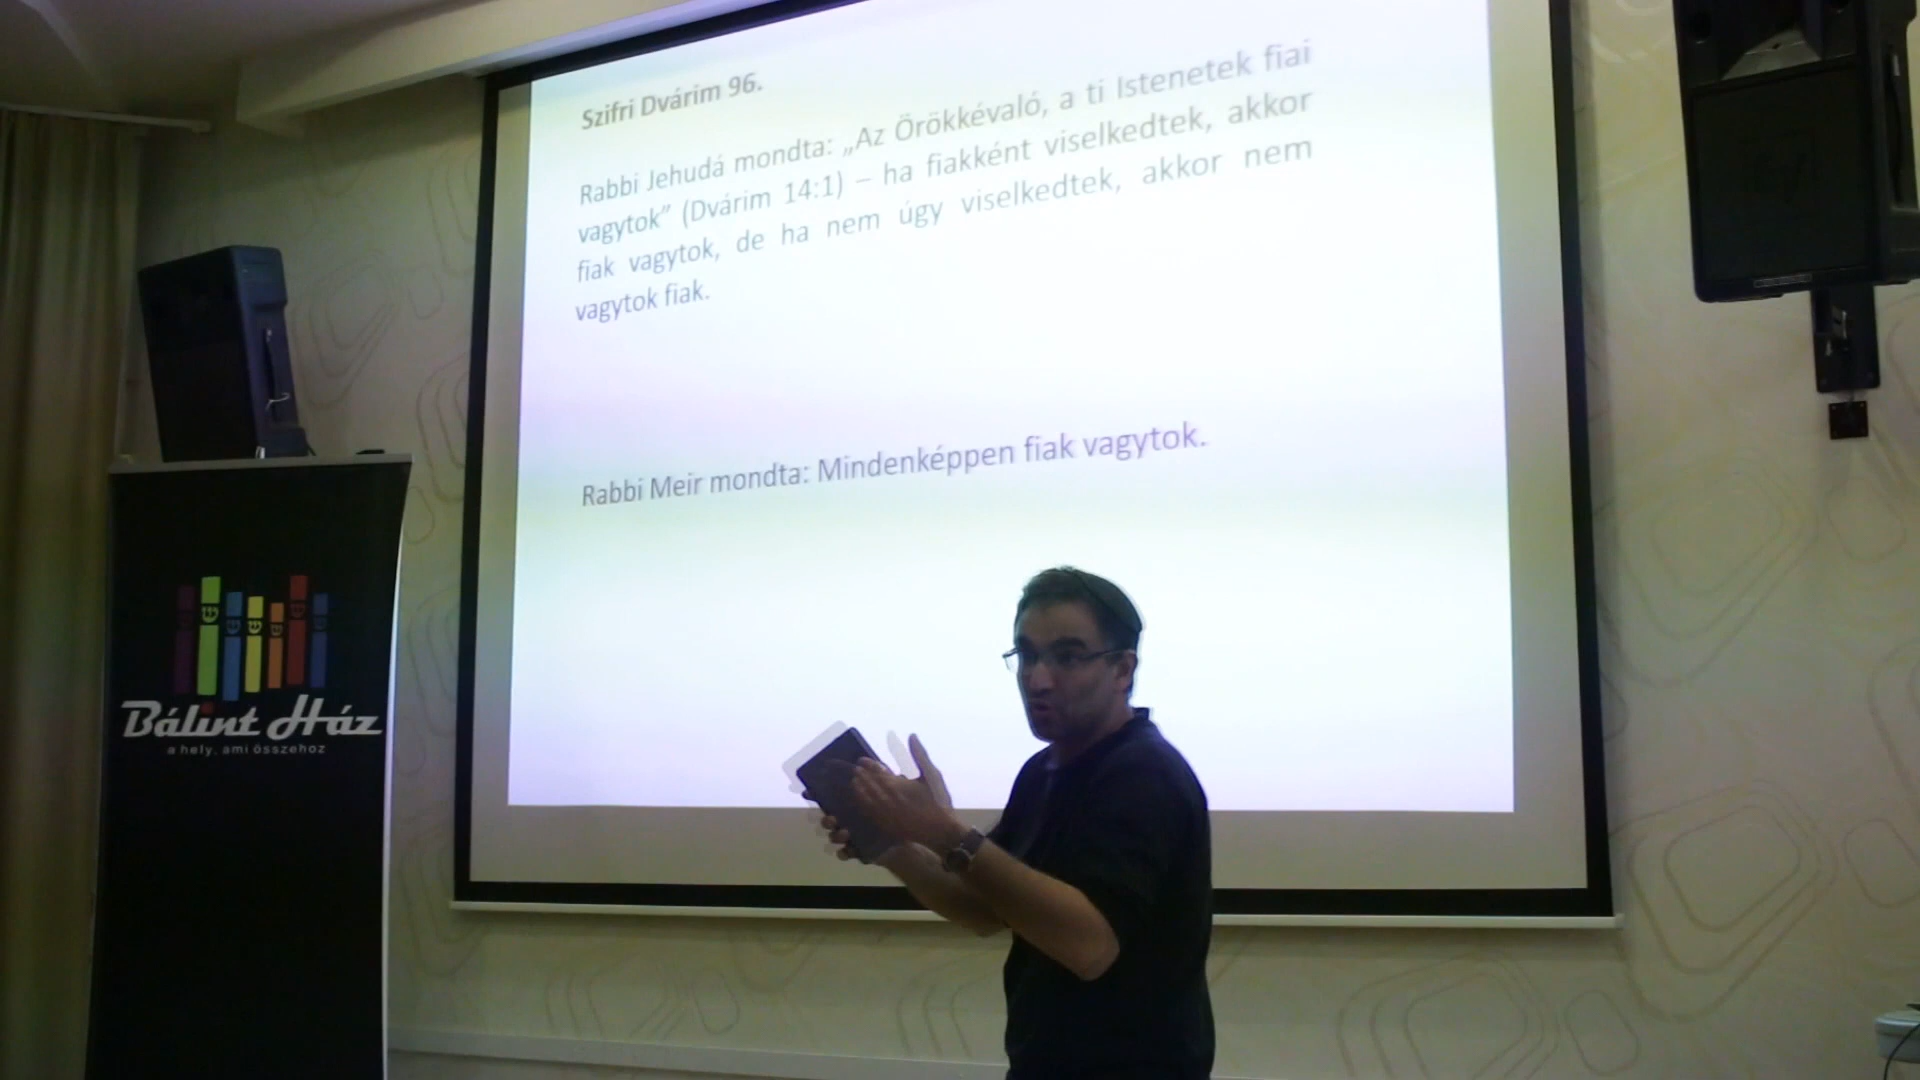 Szifri Dvárim 96.
Rabbi Jehudá mondta: „Az Örökkévaló, a ti Istenetek fiai
vagytok” (Dvárim 14:1) – ha fiakként viselkedtek, akkor
fiak vagytok, de ha nem úgy viselkedtek, akkor nem
vagytok fiak.
Rabbi Meir mondta: Mindenképpen fiak vagytok.
ש ש ש ש ש ש
Bálint Ház
a hely, ami összehoz